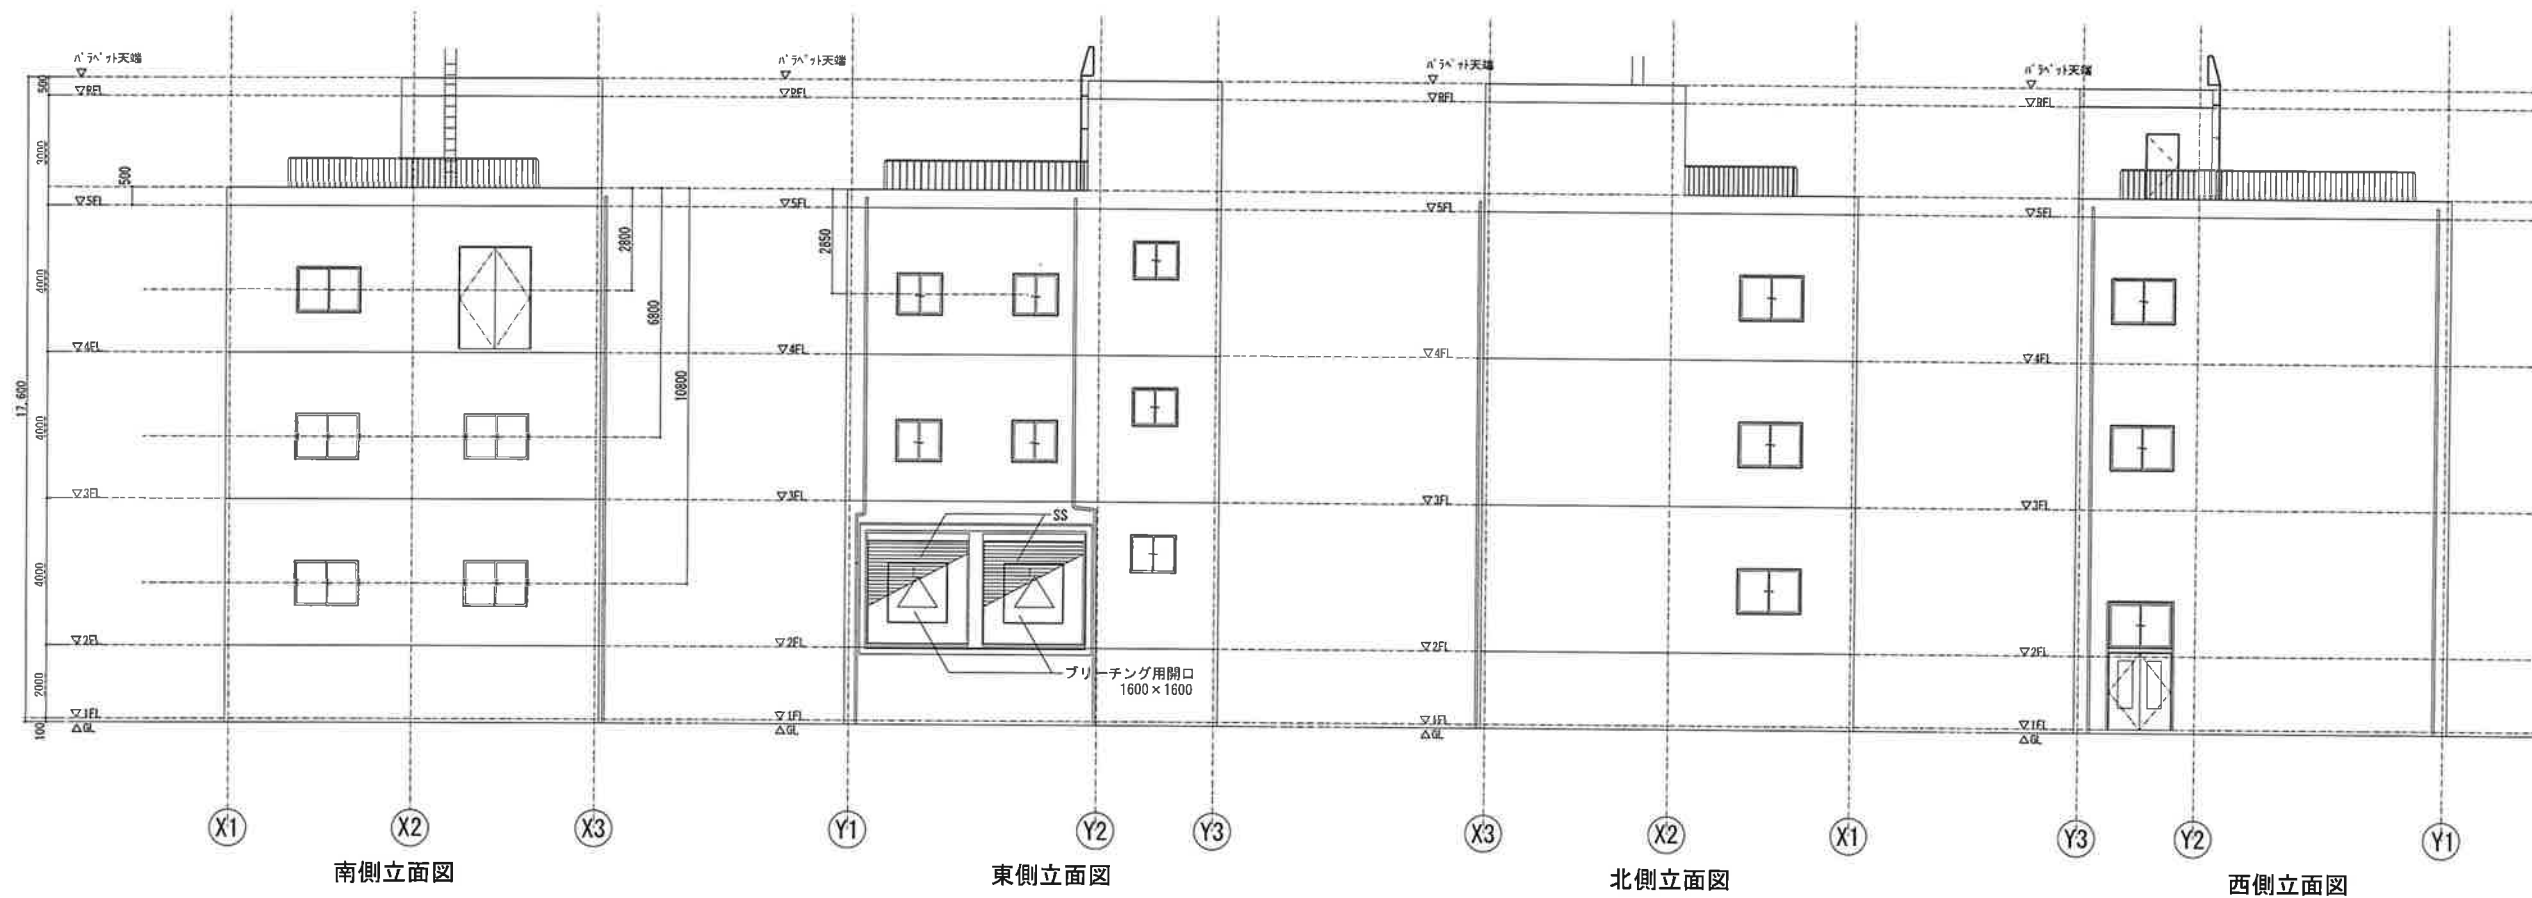 パラペット天端
▽RFL
▽5FL
▽4FL
▽3FL
▽2FL
▽1FL
△GL
500
3000
500
4000
4000
4000
2000
100
17,600
2800
6800
10800
X1
X2
X3
南側立面図
パラペット天端
▽RFL
▽5FL
▽4FL
▽3FL
▽2FL
▽1FL
△GL
2850
SS
ブリーチング用開口
1600×1600
Y1
Y2
Y3
東側立面図
パラペット天端
▽RFL
▽5FL
▽4FL
▽3FL
▽2FL
▽1FL
△GL
X3
X2
X1
北側立面図
パラペット天端
▽RFL
▽5FL
▽4FL
▽3FL
▽2FL
▽1FL
△GL
Y3
Y2
Y1
西側立面図